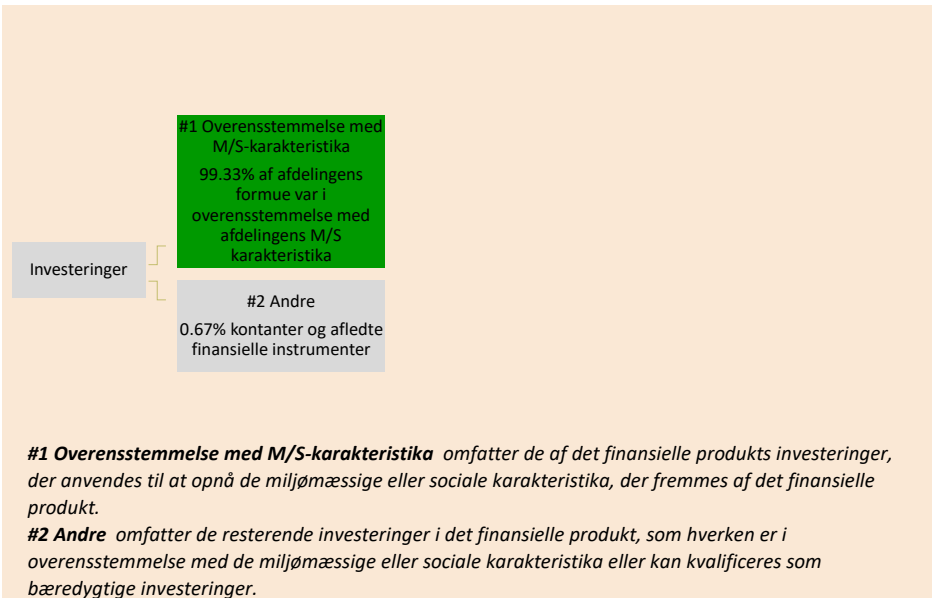 #1 Overensstemmelse med
M/S-karakteristika
99.33% af afdelingens
formue var i
overensstemmelse med
afdelingens M/S
karakteristika
Investeringer
#2 Andre
0.67% kontanter og afledte
finansielle instrumenter
#1 Overensstemmelse med M/S-karakteristika omfatter de af det finansielle produkts investeringer,
der anvendes til at opnå de miljømæssige eller sociale karakteristika, der fremmes af det finansielle
produkt.
#2 Andre omfatter de resterende investeringer i det finansielle produkt, som hverken er i
overensstemmelse med de miljømæssige eller sociale karakteristika eller kan kvalificeres som
bæredygtige investeringer.